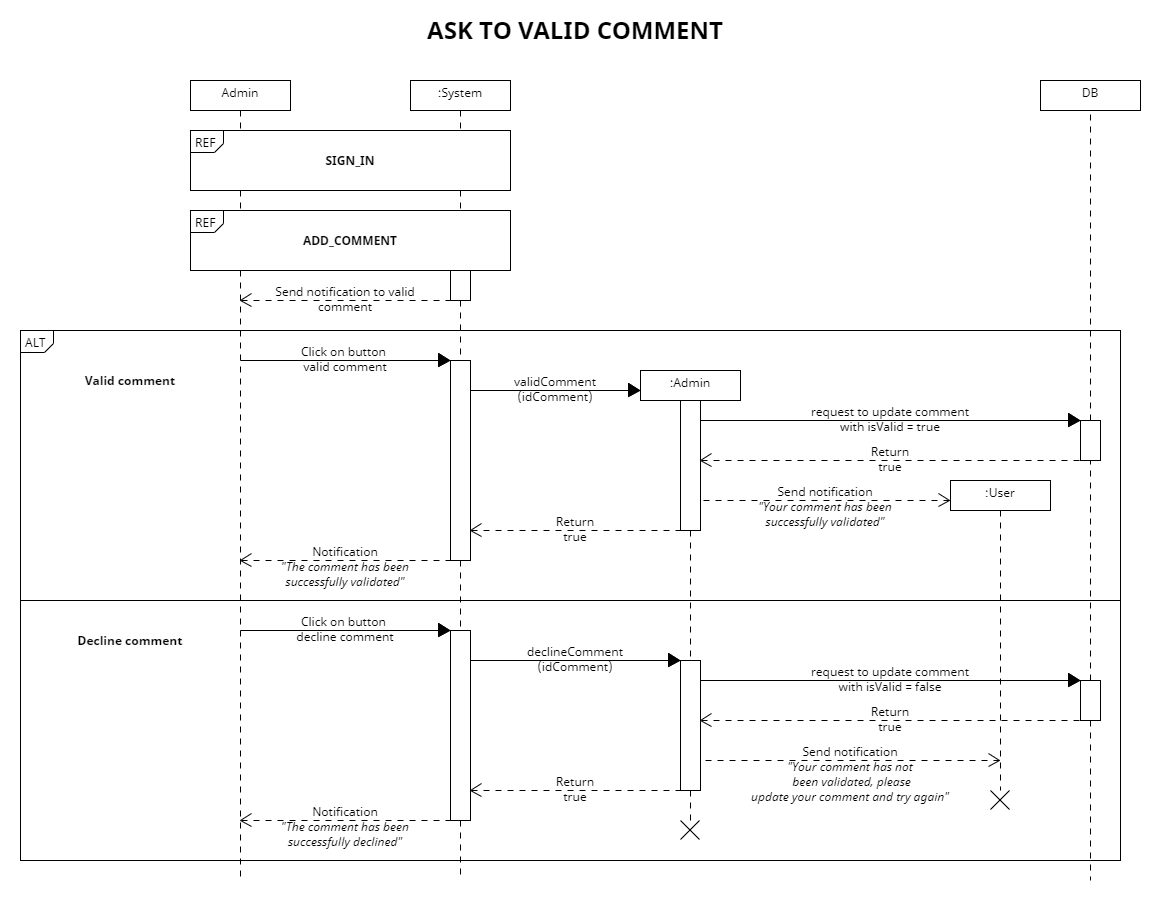 ASK TO VALID COMMENT
Admin
:System
DB
REF
SIGN_IN
REF
ADD_COMMENT
Send notification to valid
comment
ALT
Valid comment
Click on button
valid comment
validComment
(idComment)
:Admin
request to update comment
with isValid = true
Return
true
Send notification
"Your comment has been
successfully validated"
:User
Return
true
Notification
"The comment has been
successfully validated"
Decline comment
Click on button
decline comment
declineComment
(idComment)
request to update comment
with isValid = false
Return
true
Send notification
"Your comment has not
been validated, please
update your comment and try again"
Return
true
Notification
"The comment has been
successfully declined"